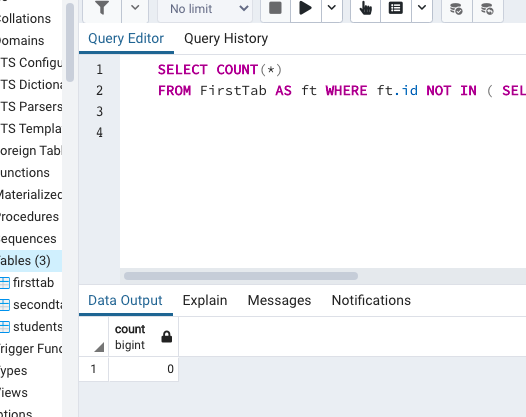 No limit
ollations
omains
TS Configu
TS Dictiona
TS Parsers
TS Templa
oreign Tabl
unctions
Materialized
rocedures
equences
ables (3)
firsttab
secondta
students
rigger Func
ypes
iews
Query Editor Query History
1 SELECT COUNT(*)
2 FROM FirstTab AS ft WHERE ft.id NOT IN ( SEL
3
4
Data Output Explain Messages Notifications
count
bigint
1 0